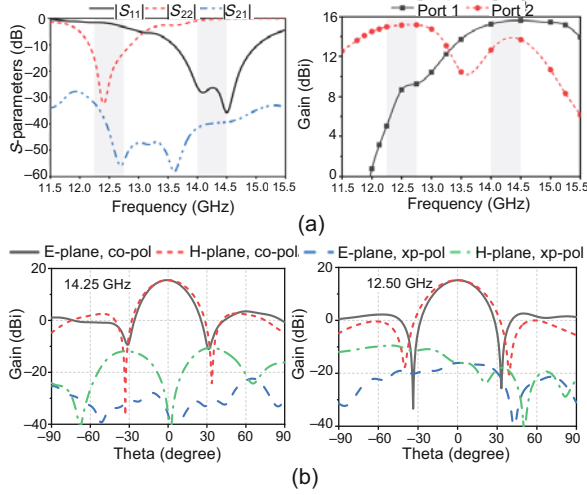 |S11| |S22| |S21|
0
−10
−20
−30
−40
−50
−60
S-parameters (dB)
11.5 12.0 12.5 13.0 13.5 14.0 14.5 15.0 15.5
Frequency (GHz)
Port 1 Port 2
16
12
8
4
0
Gain (dBi)
11.5 12.0 12.5 13.0 13.5 14.0 14.5 15.0 15.5
Frequency (GHz)
(a)
E-plane, co-pol H-plane, co-pol E-plane, xp-pol H-plane, xp-pol
20
0
−20
−40
Gain (dBi)
14.25 GHz
−90 −60 −30 0 30 60 90
Theta (degree)
20
0
−20
−40
Gain (dBi)
12.50 GHz
−90 −60 −30 0 30 60 90
Theta (degree)
(b)